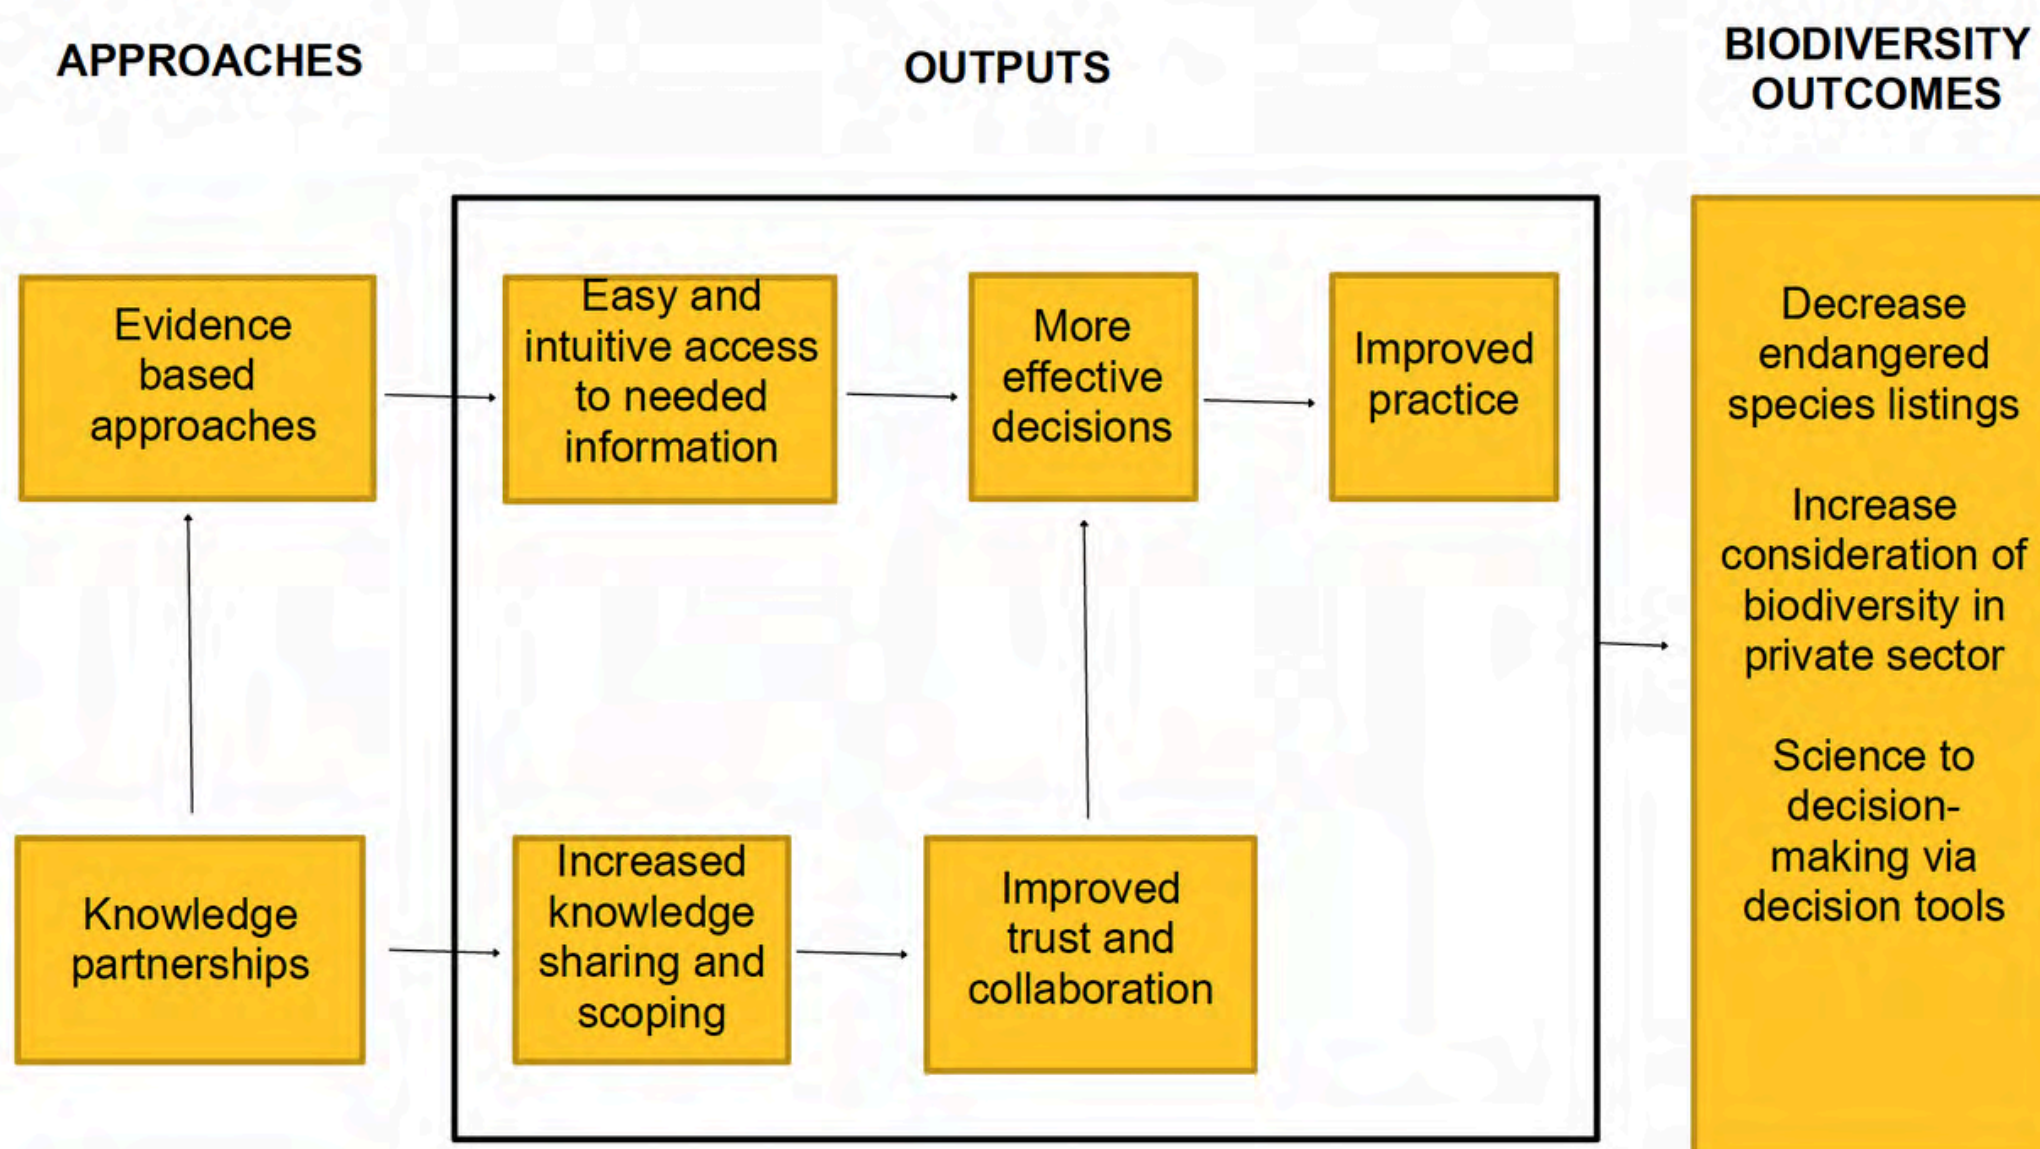 APPROACHES
OUTPUTS
BIODIVERSITY
OUTCOMES
Evidence
based
approaches
Easy and
intuitive access
to needed
information
More
effective
decisions
Improved
practice
Knowledge
partnerships
Increased
knowledge
sharing and
scoping
Improved
trust and
collaboration
Decrease
endangered
species listings
Increase
consideration of
biodiversity in
private sector
Science to
decision-
making via
decision tools